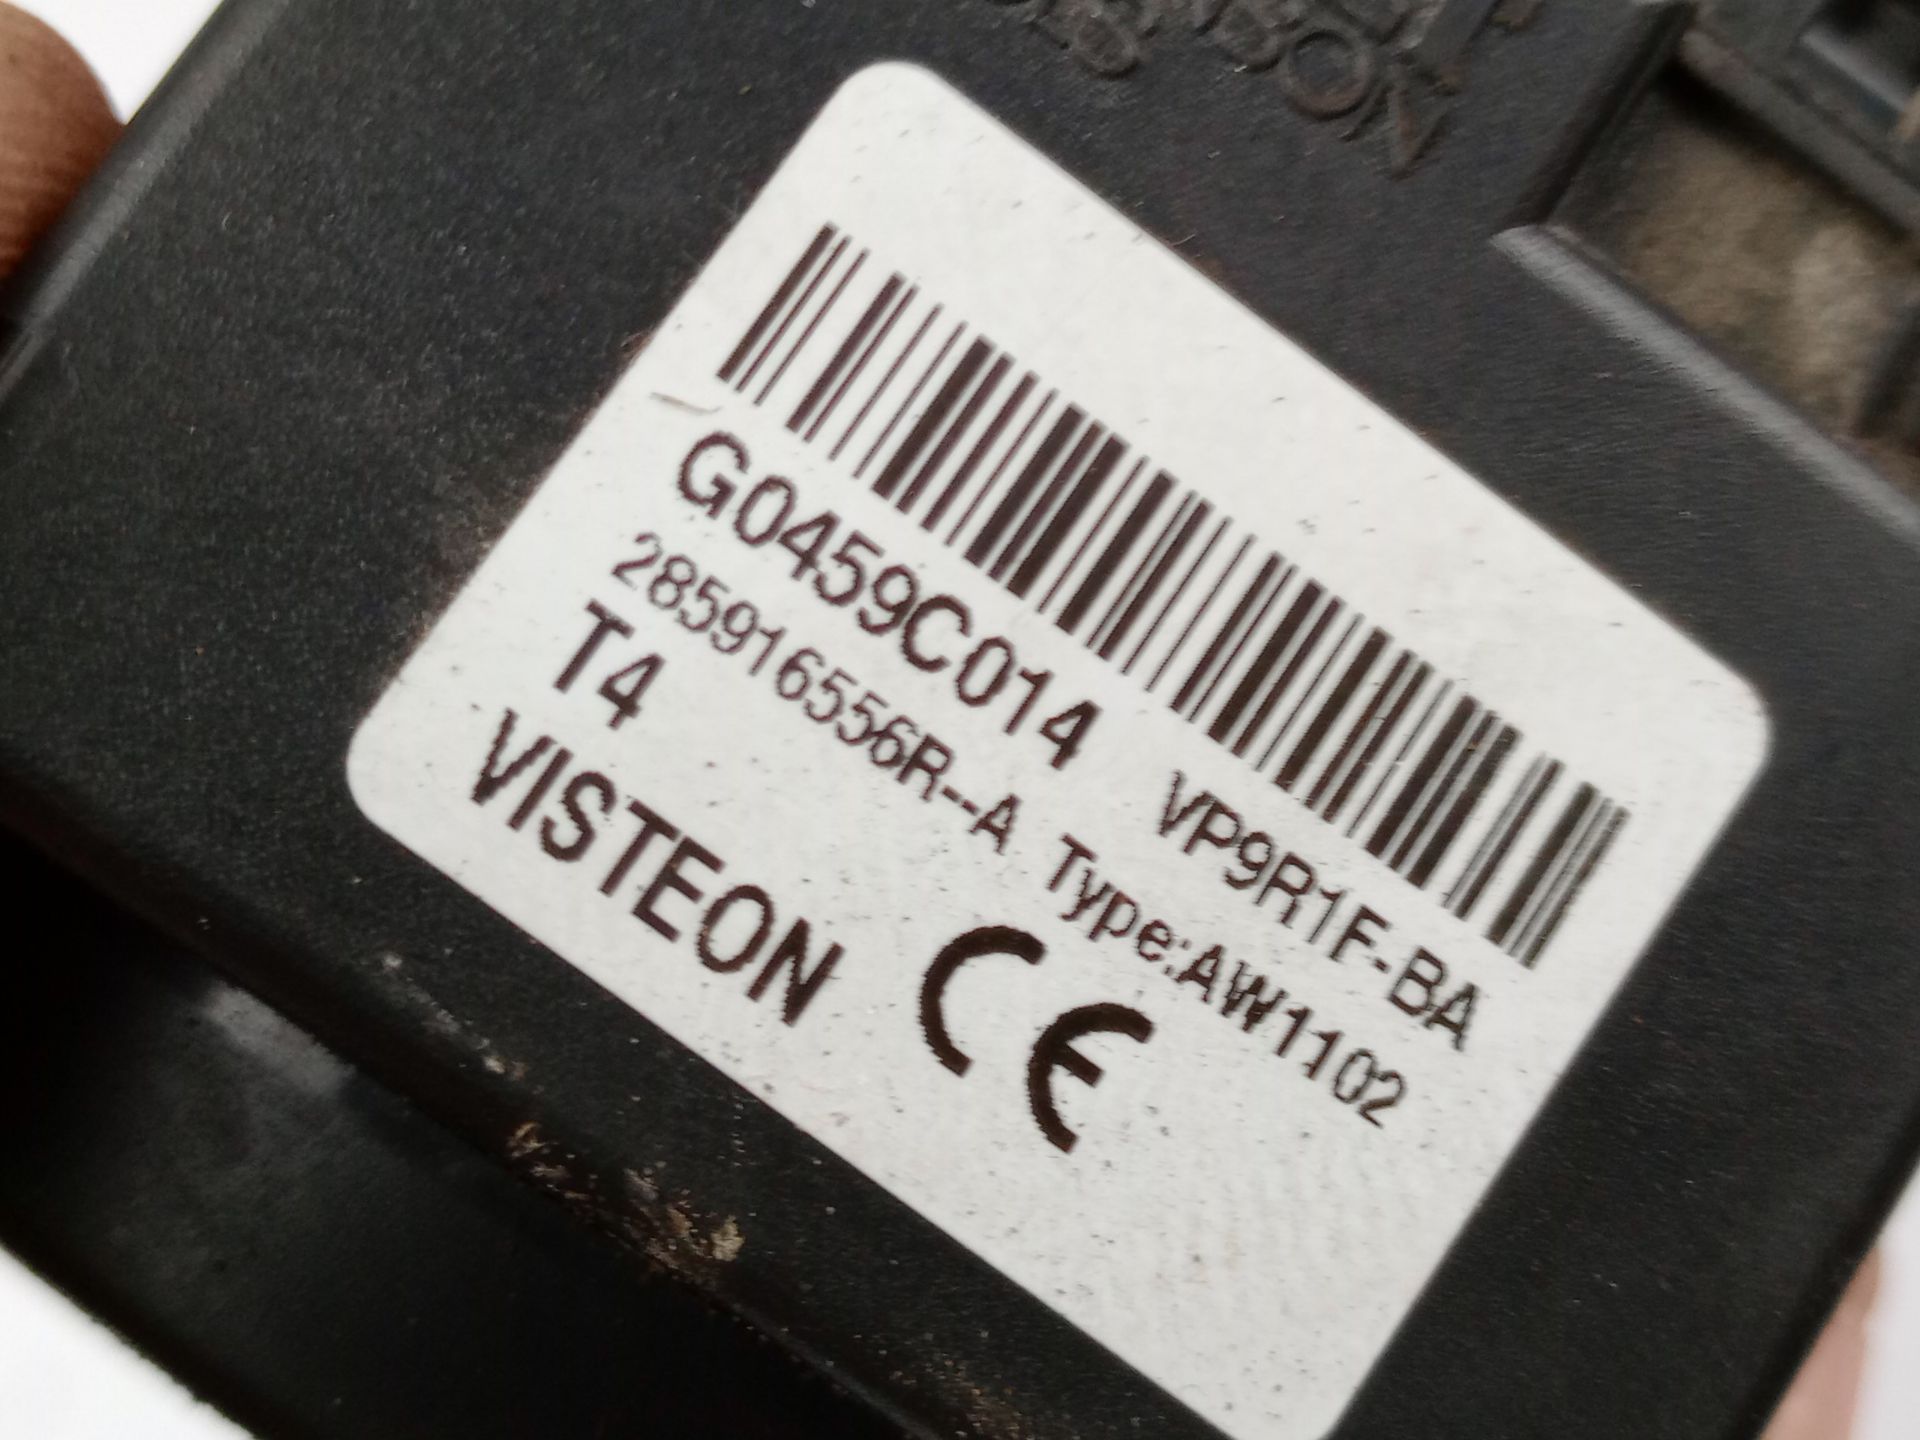 G0459C014 VP9R1F-BA
285916556R--A Type:AW1102
T4
VISTEON CE